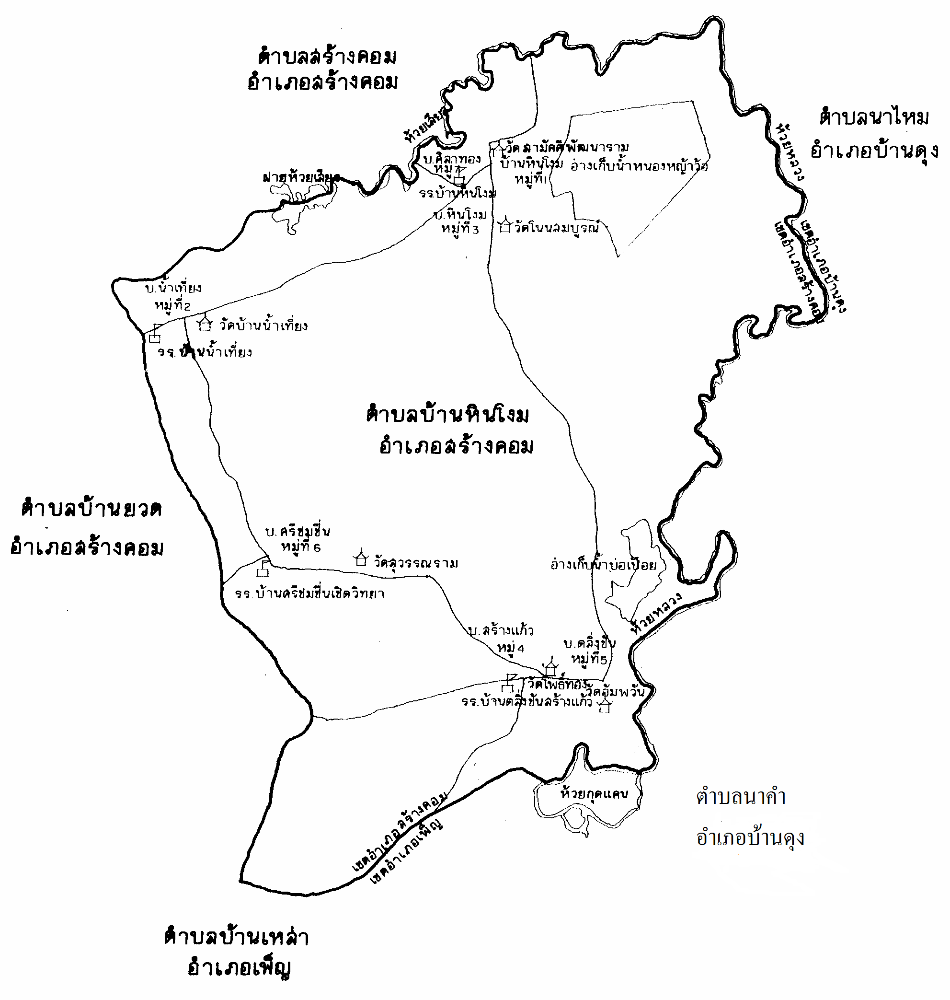 ตำบลสร้างคอม
อำเภอสร้างคอม
ตำบลนาไหม
อำเภอบ้านดุง
ห้วยหลวง
วัดสามัคคีพัฒนาราม
บ้านหินโงม
หมู่ที่1
อ่างเก็บน้ำหนองหญ้าว้อ
บ.ศิลาทอง
หมู่7
รร.บ้านหินโงม
ฝายห้วยเลียด
บ.หินโงม
หมู่ที่3
วัดโนนสมบูรณ์
เขตอำเภอบ้านดุง
เขตอำเภอสร้างคอม
บ.น้ำเที่ยง
หมู่ที่2
วัดบ้านน้ำเที่ยง
รร.บ้านน้ำเที่ยง
ตำบลบ้านหินโงม
อำเภอสร้างคอม
ตำบลบ้านยวด
อำเภอสร้างคอม
บ.ศรีชมชื่น
หมู่ที่6
วัดสุวรรณราม
อ่างเก็บน้ำบ่อเปือย
รร.บ้านศรีชมชื่นเชิดวิทยา
ห้วยหลวง
บ.สร้างแก้ว
หมู่4
บ.ตลิ่งชัน
หมู่ที่5
วัดโพธิ์ทอง
วัดอัมพวัน
รร.บ้านตลิ่งชันสร้างแก้ว
ห้วยกุดแคน
ตำบลนาคำ
อำเภอบ้านดุง
เขตอำเภอสร้างคอม
เขตอำเภอเพ็ญ
ตำบลบ้านเหล่า
อำเภอเพ็ญ